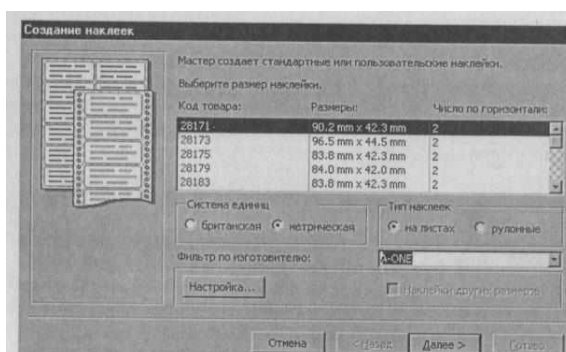 Создание наклеек
Мастер создает стандартные или пользовательские наклейки.
Выберите размер наклейки.
Код товара: Размеры: Число по горизонтали:
28171 90.2 mm x 42.3 mm 2
28173 96.5 mm x 44.5 mm 2
28175 83.8 mm x 42.3 mm 2
28179 84.0 mm x 42.0 mm 2
28183 83.8 mm x 42.3 mm 2
Система единиц Тип наклеек
британская метрическая на листах рулонные
Фильтр по изготовителю: A-ONE
Настройка... Наклейки других размеров
Отмена < Назад Далее > Готово